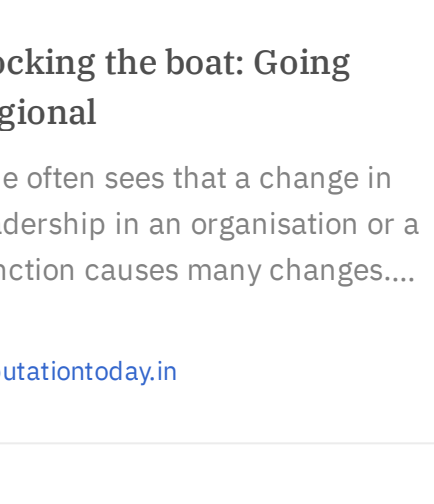 ocking the boat: Going
gional
e often sees that a change in
dership in an organisation or a
nction causes many changes....
utationtoday.in